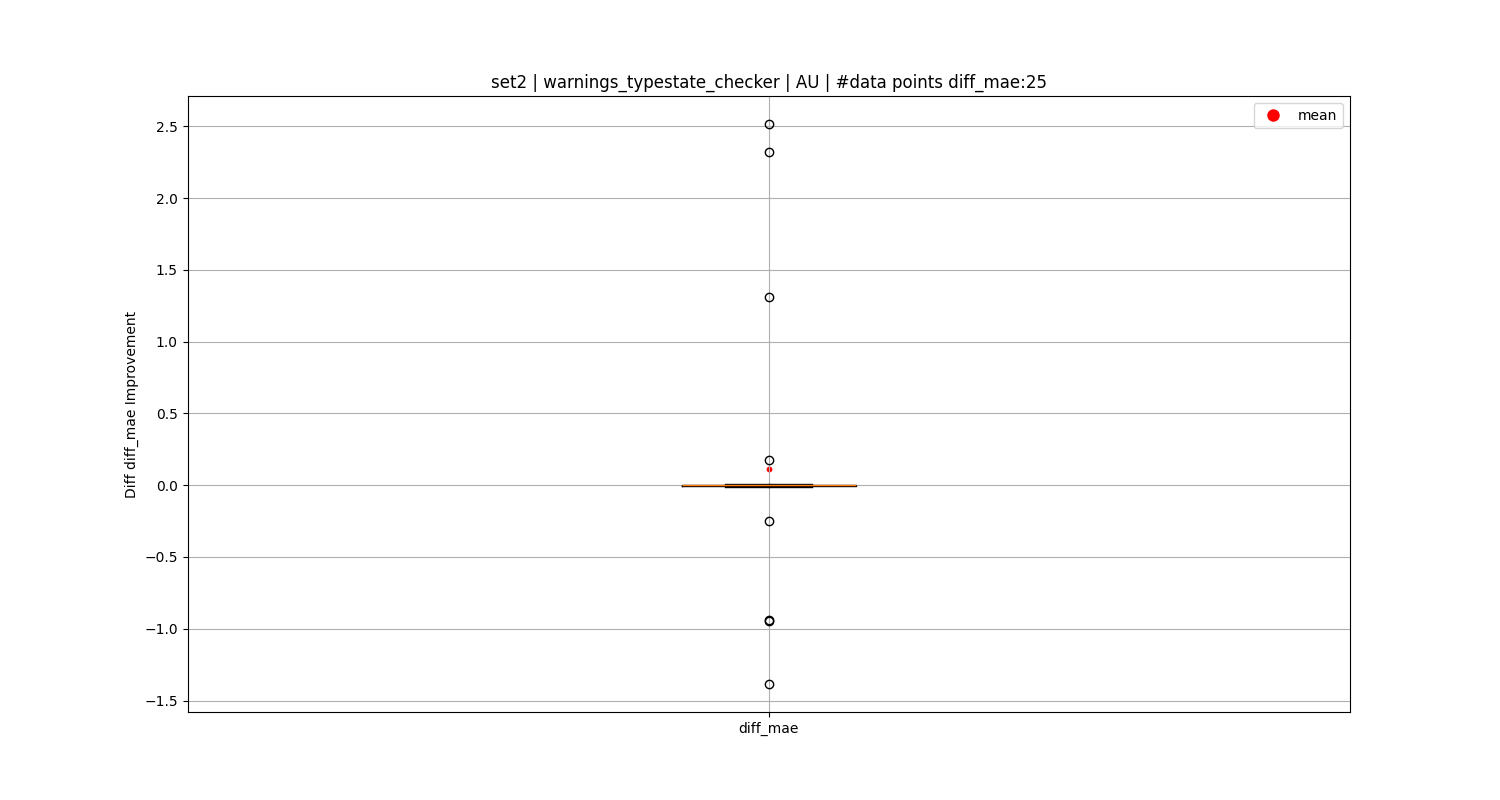 set2 | warnings_typestate_checker | AU | #data points diff_mae:25
mean
2.5
2.0
1.5
1.0
0.5
0.0
−0.5
−1.0
−1.5
Diff diff_mae Improvement
diff_mae